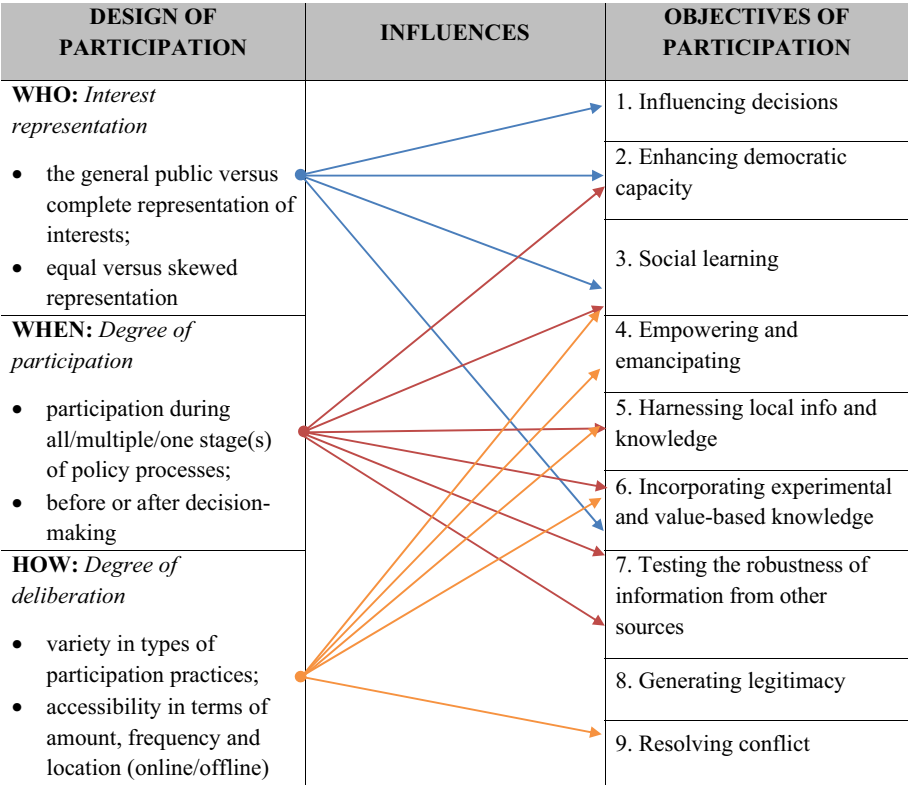 DESIGN OF
PARTICIPATION
INFLUENCES
OBJECTIVES OF
PARTICIPATION
WHO: Interest
representation
• the general public versus
complete representation of
interests;
• equal versus skewed
representation
WHEN: Degree of
participation
• participation during
all/multiple/one stage(s)
of policy processes;
• before or after decision-
making
HOW: Degree of
deliberation
• variety in types of
participation practices;
• accessibility in terms of
amount, frequency and
location (online/offline)
1. Influencing decisions
2. Enhancing democratic
capacity
3. Social learning
4. Empowering and
emancipating
5. Harnessing local info and
knowledge
6. Incorporating experimental
and value-based knowledge
7. Testing the robustness of
information from other
sources
8. Generating legitimacy
9. Resolving conflict